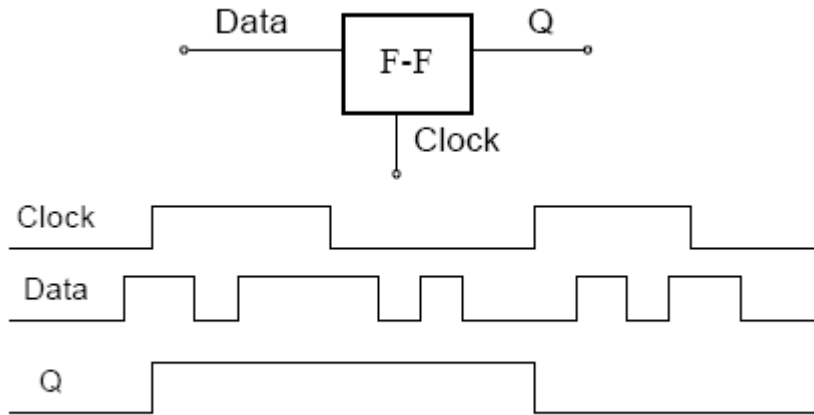 Data
Q
F-F
Clock
Clock
Data
Q